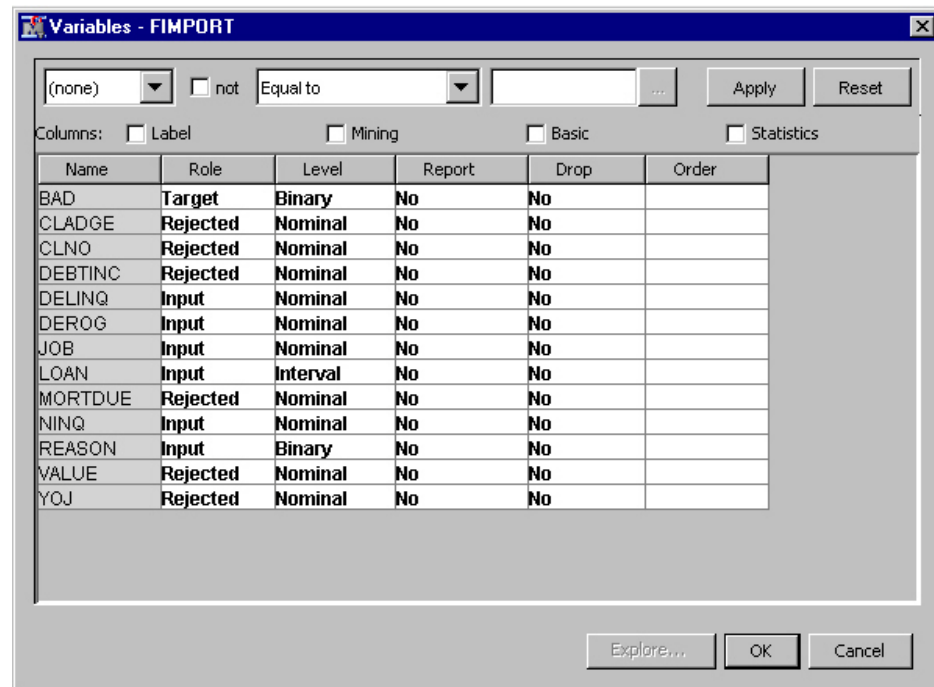 Variables - FIMPORT
(none) not Equal to ... Apply Reset
Columns: Label Mining Basic Statistics
Name Role Level Report Drop Order
BAD Target Binary No No
CLADGE Rejected Nominal No No
CLNO Rejected Nominal No No
DEBTINC Rejected Nominal No No
DELINQ Input Nominal No No
DEROG Input Nominal No No
JOB Input Nominal No No
LOAN Input Interval No No
MORTDUE Rejected Nominal No No
NINQ Input Nominal No No
REASON Input Binary No No
VALUE Rejected Nominal No No
YOJ Rejected Nominal No No
Explore... OK Cancel